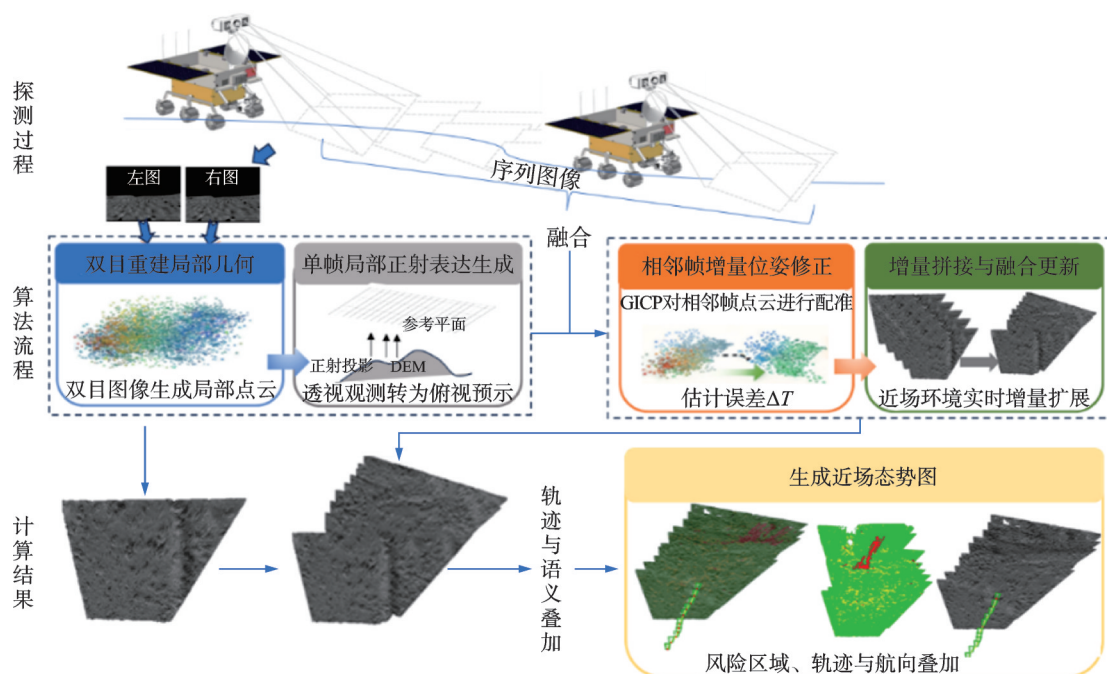 探测过程
左图
右图
序列图像
融合
算法流程
双目重建局部几何
双目图像生成局部点云
单帧局部正射表达生成
参考平面
正射投影
DEM
透视观测转为俯视预示
相邻帧增量位姿修正
GICP对相邻帧点云进行配准
估计误差ΔT
增量拼接与融合更新
近场环境实时增量扩展
计算结果
轨迹与语义叠加
生成近场态势图
风险区域、轨迹与航向叠加